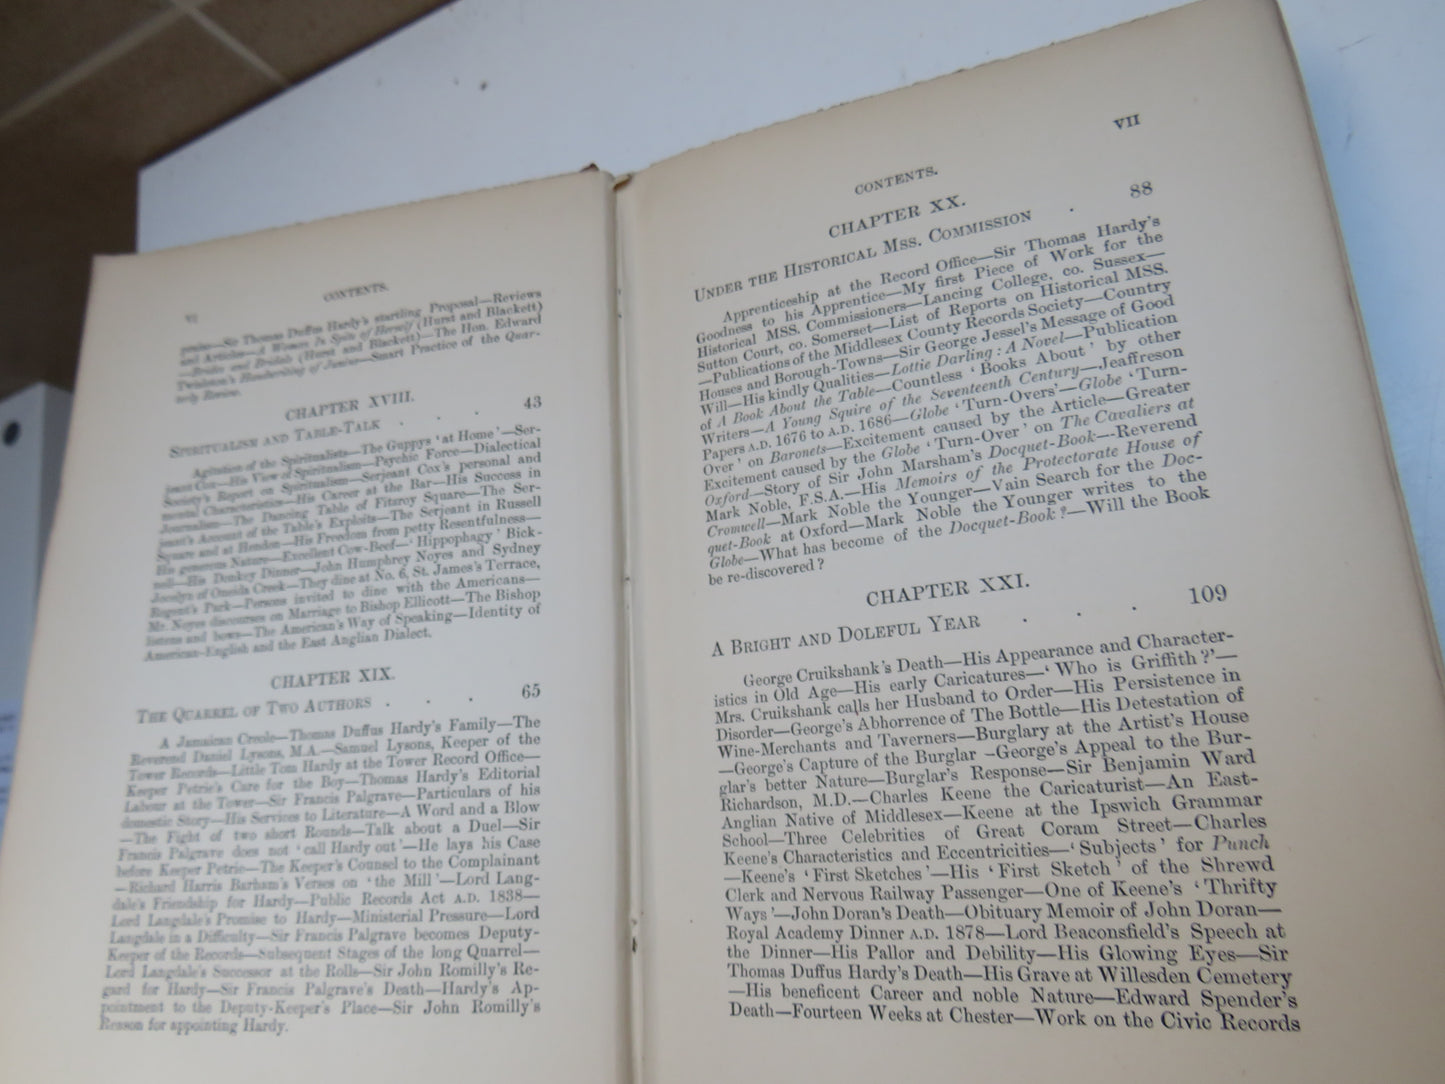 VI
CONTENTS.
praise—Sir Thomas Duffus Hardy's startling Proposal—Reviews
and Articles—A Woman In Spite of Herself (Hurst and Blackett)
—Brides and Bridals (Hurst and Blackett)—The Hon. Edward
Twisleton's Handwriting of Junius—Smart Practice of the Quar-
terly Review.
CHAPTER XVIII.
SPIRITUALISM AND TABLE-TALK . . . 43
Agitation of the Spiritualists—The Guppys 'at Home'—Ser-
jeant Cox—His View of Spiritualism—Psychic Force—Dialectical
Society's Report on Spiritualism—Serjeant Cox's personal and
mental Characteristics—His Career at the Bar—His Success in
Journalism—The Dancing Table of Fitzroy Square—The Ser-
jeant's Account of the Table's Exploits—The Serjeant in Russell
Square and at Hendon—His Freedom from petty Resentfulness—
His generous Nature—Excellent Cow-Beef—'Hippophagy' Bick-
nell—His Donkey Dinner—John Humphrey Noyes and Sydney
Jocelyn of Oneida Creek—They dine at No. 6, St. James's Terrace,
Regent's Park—Persons invited to dine with the Americans—
Mr. Noyes discourses on Marriage to Bishop Ellicott—The Bishop
listens and bows—The American's Way of Speaking—Identity of
American-English and the East Anglian Dialect.
CHAPTER XIX.
THE QUARREL OF TWO AUTHORS . . . 65
A Jamaican Creole—Thomas Duffus Hardy's Family—The
Reverend Daniel Lysons, M.A.—Samuel Lysons, Keeper of the
Tower Records—Little Tom Hardy at the Tower Record Office—
Keeper Petrie's Care for the Boy—Thomas Hardy's Editorial
Labour at the Tower—Sir Francis Palgrave—Particulars of his
domestic Story—His Services to Literature—A Word and a Blow
—The Fight of two short Rounds—Talk about a Duel—Sir
Francis Palgrave does not 'call Hardy out'—He lays his Case
before Keeper Petrie—The Keeper's Counsel to the Complainant
—Richard Harris Barham's Verses on 'the Mill'—Lord Lang-
dale's Friendship for Hardy—Public Records Act A.D. 1838—
Lord Langdale's Promise to Hardy—Ministerial Pressure—Lord
Langdale in a Difficulty—Sir Francis Palgrave becomes Deputy-
Keeper of the Records—Subsequent Stages of the long Quarrel—
Lord Langdale's Successor at the Rolls—Sir John Romilly's Re-
gard for Hardy—Sir Francis Palgrave's Death—Hardy's Ap-
pointment to the Deputy-Keeper's Place—Sir John Romilly's
Reason for appointing Hardy.
VII
CONTENTS.
CHAPTER XX.
UNDER THE HISTORICAL MSS. COMMISSION . 88
Apprenticeship at the Record Office—Sir Thomas Hardy's
Goodness to his Apprentice—My first Piece of Work for the
Historical MSS. Commissioners—Lancing College, co. Sussex—
Sutton Court, co. Somerset—List of Reports on Historical MSS.
—Publications of the Middlesex County Records Society—Country
Houses and Borough-Towns—Sir George Jessel's Message of Good
Will—His kindly Qualities—Lottie Darling: A Novel—Publication
of A Book About the Table—Countless 'Books About' by other
Writers—A Young Squire of the Seventeenth Century—Jeaffreson
Papers A.D. 1676 to A.D. 1686—Globe 'Turn-Overs'—Globe 'Turn-
Over' on Baronets—Excitement caused by the Article—Greater
Excitement caused by the Globe 'Turn-Over' on The Cavaliers at
Oxford—Story of Sir John Marsham's Docquet-Book—Reverend
Mark Noble, F.S.A.—His Memoirs of the Protectorate House of
Cromwell—Mark Noble the Younger—Vain Search for the Doc-
quet-Book at Oxford—Mark Noble the Younger writes to the
Globe—What has become of the Docquet-Book?—Will the Book
be re-discovered?
CHAPTER XXI.
A BRIGHT AND DOLEFUL YEAR . . . 109
George Cruikshank's Death—His Appearance and Character-
istics in Old Age—His early Caricatures—'Who is Griffith?'—
Mrs. Cruikshank calls her Husband to Order—His Persistence in
Disorder—George's Abhorrence of The Bottle—His Detestation of
Wine-Merchants and Taverners—Burglary at the Artist's House
—George's Capture of the Burglar—George's Appeal to the Bur-
glar's better Nature—Burglar's Response—Sir Benjamin Ward
Richardson, M.D.—Charles Keene the Caricaturist—An East-
Anglian Native of Middlesex—Keene at the Ipswich Grammar
School—Three Celebrities of Great Coram Street—Charles
Keene's Characteristics and Eccentricities—'Subjects' for Punch
—Keene's 'First Sketches'—His 'First Sketch' of the Shrewd
Clerk and Nervous Railway Passenger—One of Keene's 'Thrifty
Ways'—John Doran's Death—Obituary Memoir of John Doran—
Royal Academy Dinner A.D. 1878—Lord Beaconsfield's Speech at
the Dinner—His Pallor and Debility—His Glowing Eyes—Sir
Thomas Duffus Hardy's Death—His Grave at Willesden Cemetery
—His beneficent Career and noble Nature—Edward Spender's
Death—Fourteen Weeks at Chester—Work on the Civic Records